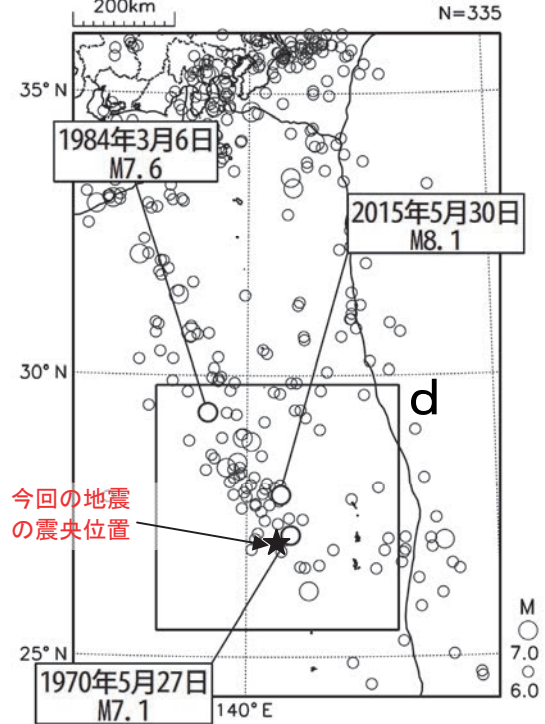 200km
N=335
35°N
1984年3月6日
M7.6
2015年5月30日
M8.1
30°N
d
今回の地震
の震央位置
M
7.0
6.0
25°N
1970年5月27日
M7.1
140°E